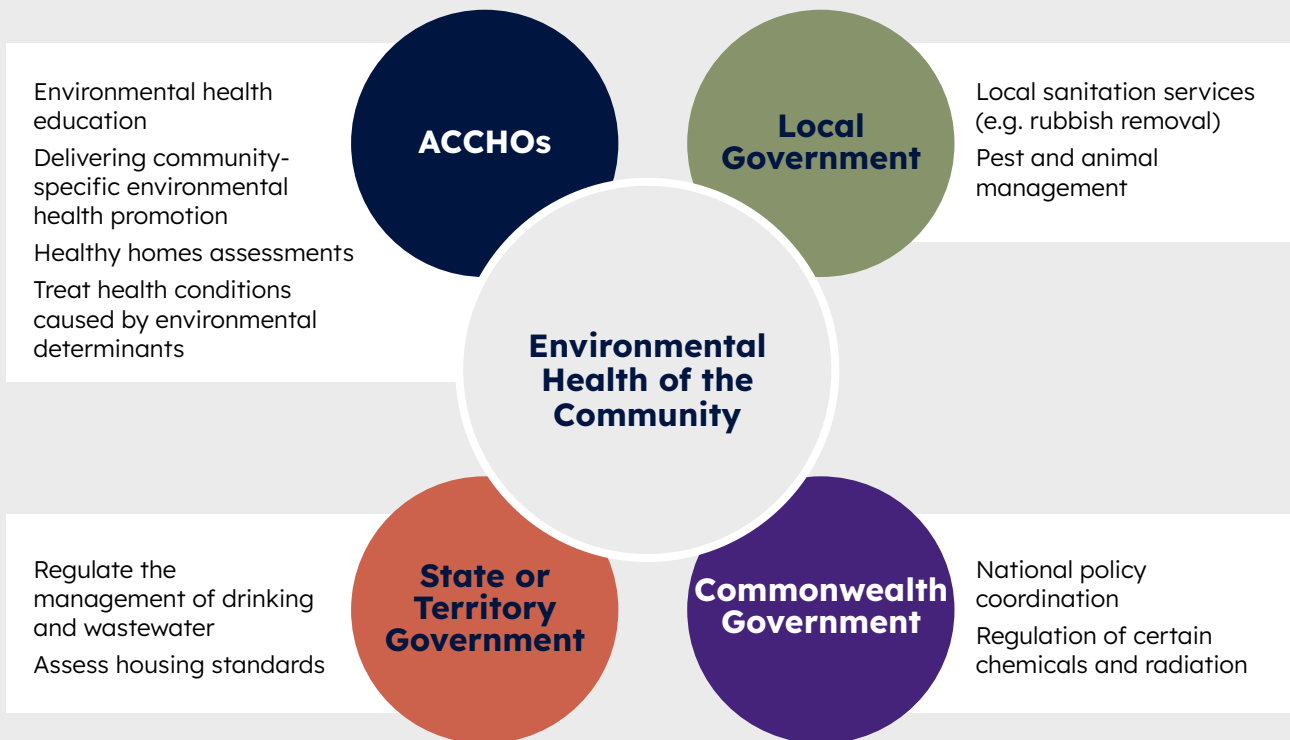 Environmental health
education
Delivering community-
specific environmental
health promotion
Healthy homes assessments
Treat health conditions
caused by environmental
determinants
ACCHOs
Local
Government
Local sanitation services
(e.g. rubbish removal)
Pest and animal
management
Environmental
Health of the
Community
Regulate the
management of drinking
and wastewater
Assess housing standards
State or
Territory
Government
Commonwealth
Government
National policy
coordination
Regulation of certain
chemicals and radiation